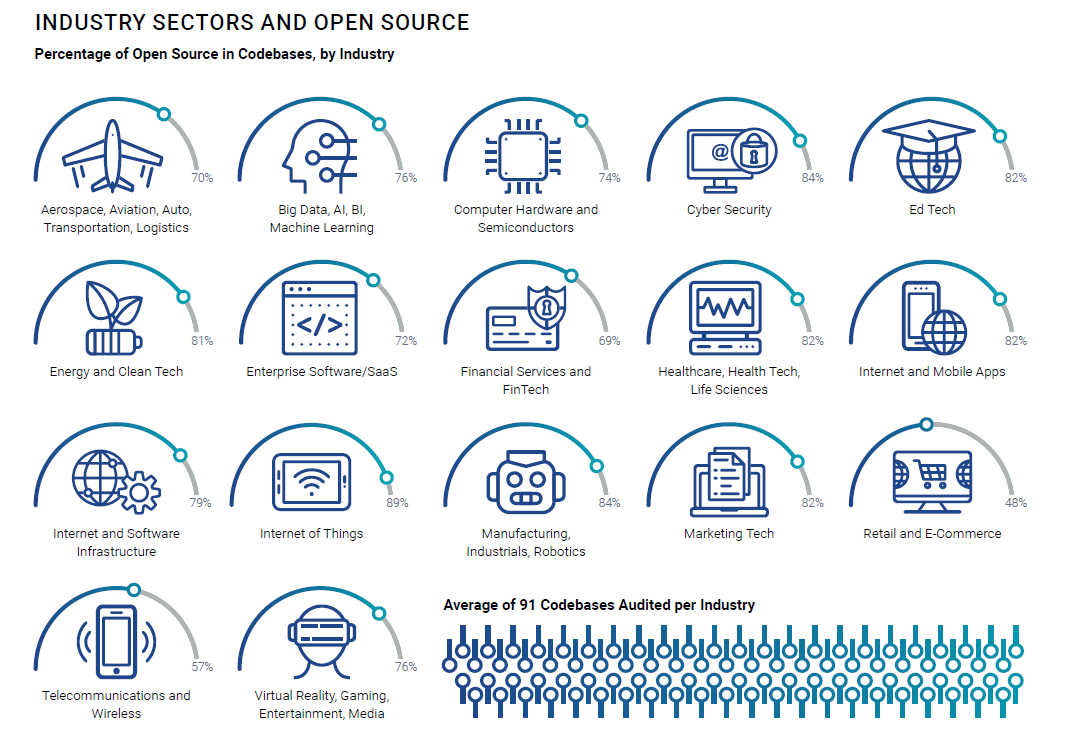 INDUSTRY SECTORS AND OPEN SOURCE
Percentage of Open Source in Codebases, by Industry
70%
Aerospace, Aviation, Auto,
Transportation, Logistics
76%
Big Data, AI, BI,
Machine Learning
74%
Computer Hardware and
Semiconductors
@
84%
Cyber Security
82%
Ed Tech
81%
Energy and Clean Tech
</>
72%
Enterprise Software/SaaS
69%
Financial Services and
FinTech
82%
Healthcare, Health Tech,
Life Sciences
82%
Internet and Mobile Apps
79%
Internet and Software
Infrastructure
89%
Internet of Things
84%
Manufacturing,
Industrials, Robotics
82%
Marketing Tech
48%
Retail and E-Commerce
57%
Telecommunications and
Wireless
76%
Virtual Reality, Gaming,
Entertainment, Media
Average of 91 Codebases Audited per Industry